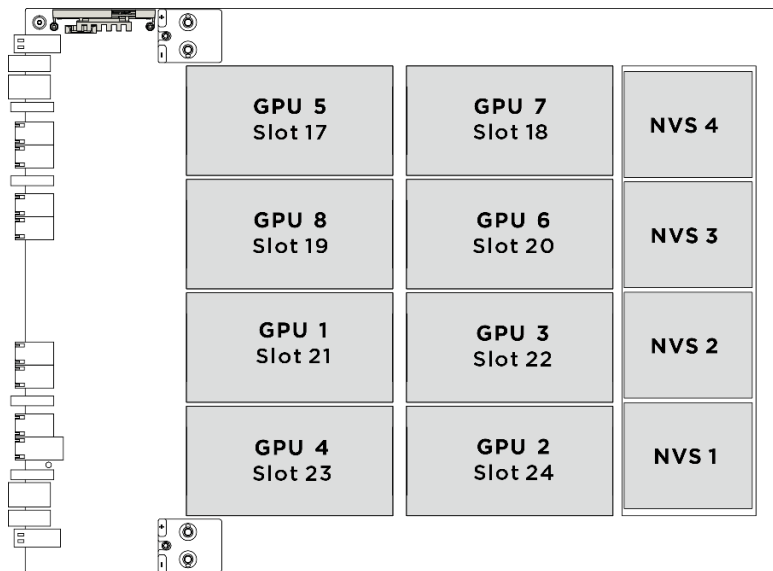 GPU 5
Slot 17
GPU 7
Slot 18
NVS 4
GPU 8
Slot 19
GPU 6
Slot 20
NVS 3
GPU 1
Slot 21
GPU 3
Slot 22
NVS 2
GPU 4
Slot 23
GPU 2
Slot 24
NVS 1